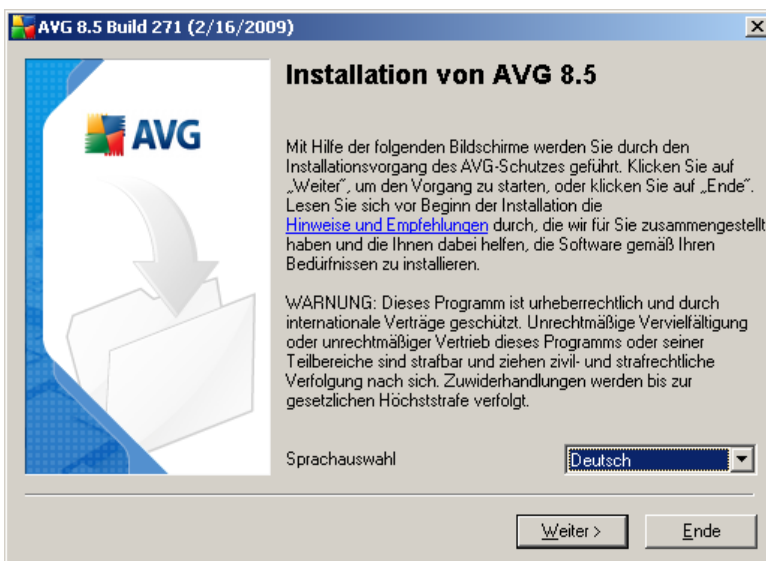 AVG 8.5 Build 271 (2/16/2009)
AVG
Installation von AVG 8.5
Mit Hilfe der folgenden Bildschirme werden Sie durch den
Installationsvorgang des AVG-Schutzes geführt. Klicken Sie auf
„Weiter“, um den Vorgang zu starten, oder klicken Sie auf „Ende“.
Lesen Sie sich vor Beginn der Installation die
Hinweise und Empfehlungen durch, die wir für Sie zusammengestellt
haben und die Ihnen dabei helfen, die Software gemäß Ihren
Bedürfnissen zu installieren.
WARNUNG: Dieses Programm ist urheberrechtlich und durch
internationale Verträge geschützt. Unrechtmäßige Vervielfältigung
oder unrechtmäßiger Vertrieb dieses Programms oder seiner
Teilbereiche sind strafbar und ziehen zivil- und strafrechtliche
Verfolgung nach sich. Zuwiderhandlungen werden bis zur
gesetzlichen Höchststrafe verfolgt.
Sprachauswahl
Deutsch
Weiter >
Ende